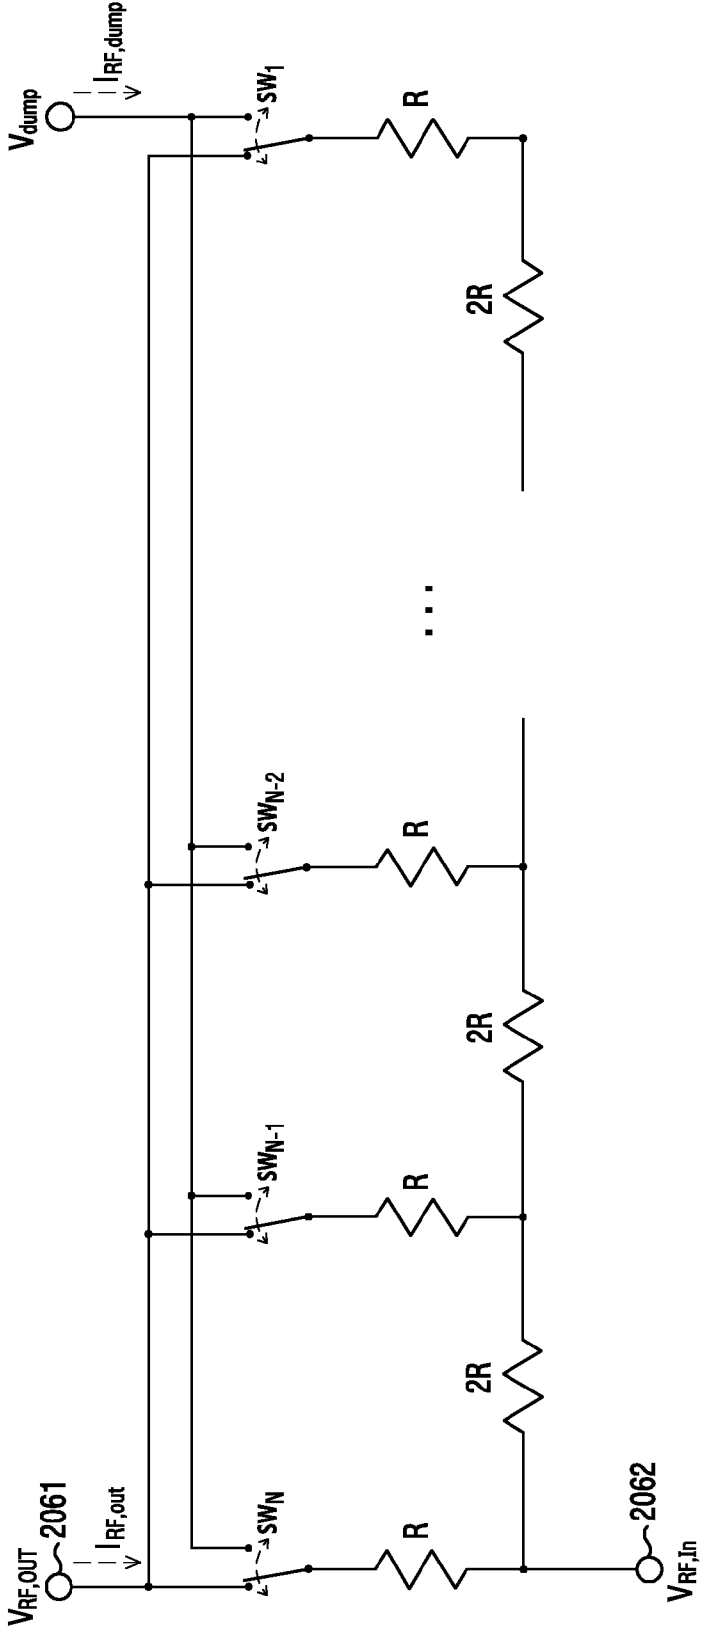 V_RF,OUT
2061
I_RF,out
V_dump
I_RF,dump
SW_N
SW_N-1
SW_N-2
SW_1
R
R
R
R
2R
2R
2R
...
V_RF,In
2062